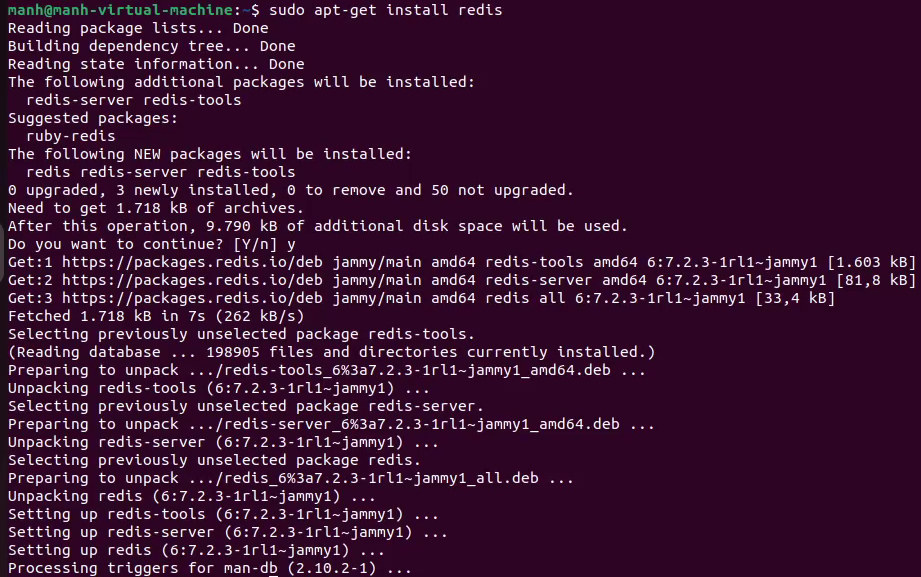 manh@manh-virtual-machine:~$ sudo apt-get install redis
Reading package lists... Done
Building dependency tree... Done
Reading state information... Done
The following additional packages will be installed:
  redis-server redis-tools
Suggested packages:
  ruby-redis
The following NEW packages will be installed:
  redis redis-server redis-tools
0 upgraded, 3 newly installed, 0 to remove and 50 not upgraded.
Need to get 1.718 kB of archives.
After this operation, 9.790 kB of additional disk space will be used.
Do you want to continue? [Y/n] y
Get:1 https://packages.redis.io/deb jammy/main amd64 redis-tools amd64 6:7.2.3-1rl1~jammy1 [1.603 kB]
Get:2 https://packages.redis.io/deb jammy/main amd64 redis-server amd64 6:7.2.3-1rl1~jammy1 [81,8 kB]
Get:3 https://packages.redis.io/deb jammy/main amd64 redis all 6:7.2.3-1rl1~jammy1 [33,4 kB]
Fetched 1.718 kB in 7s (262 kB/s)
Selecting previously unselected package redis-tools.
(Reading database ... 198905 files and directories currently installed.)
Preparing to unpack .../redis-tools_6%3a7.2.3-1rl1~jammy1_amd64.deb ...
Unpacking redis-tools (6:7.2.3-1rl1~jammy1) ...
Selecting previously unselected package redis-server.
Preparing to unpack .../redis-server_6%3a7.2.3-1rl1~jammy1_amd64.deb ...
Unpacking redis-server (6:7.2.3-1rl1~jammy1) ...
Selecting previously unselected package redis.
Preparing to unpack .../redis_6%3a7.2.3-1rl1~jammy1_all.deb ...
Unpacking redis (6:7.2.3-1rl1~jammy1) ...
Setting up redis-tools (6:7.2.3-1rl1~jammy1) ...
Setting up redis-server (6:7.2.3-1rl1~jammy1) ...
Setting up redis (6:7.2.3-1rl1~jammy1) ...
Processing triggers for man-db (2.10.2-1) ...